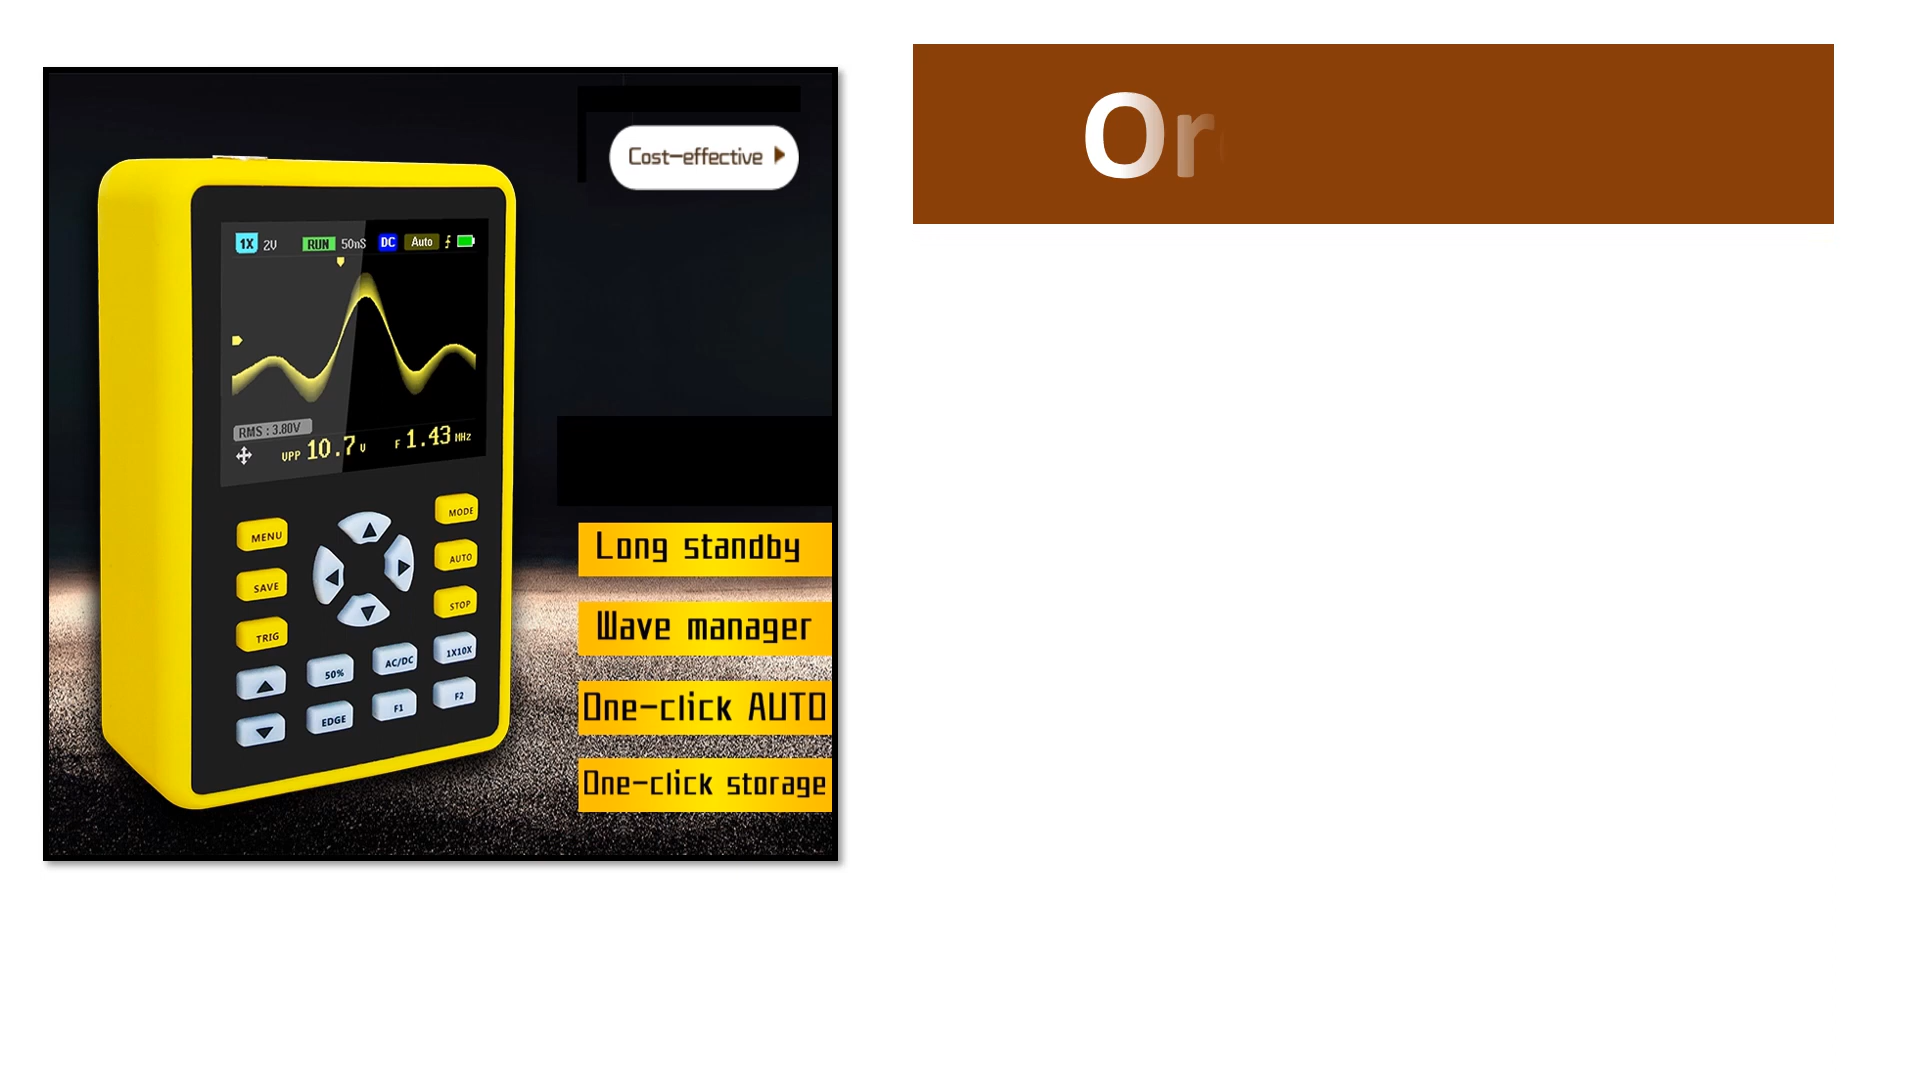 Or
Cost-effective
1X 2V RUN 50nS DC Auto
RMS : 3.80V
VPP 10.7 V F 1.43 MHz
MENU
MODE
SAVE
AUTO
TRIG
STOP
50% AC/DC 1X10X
EDGE F1 F2
Long standby
Wave manager
One-click AUTO
One-click storage